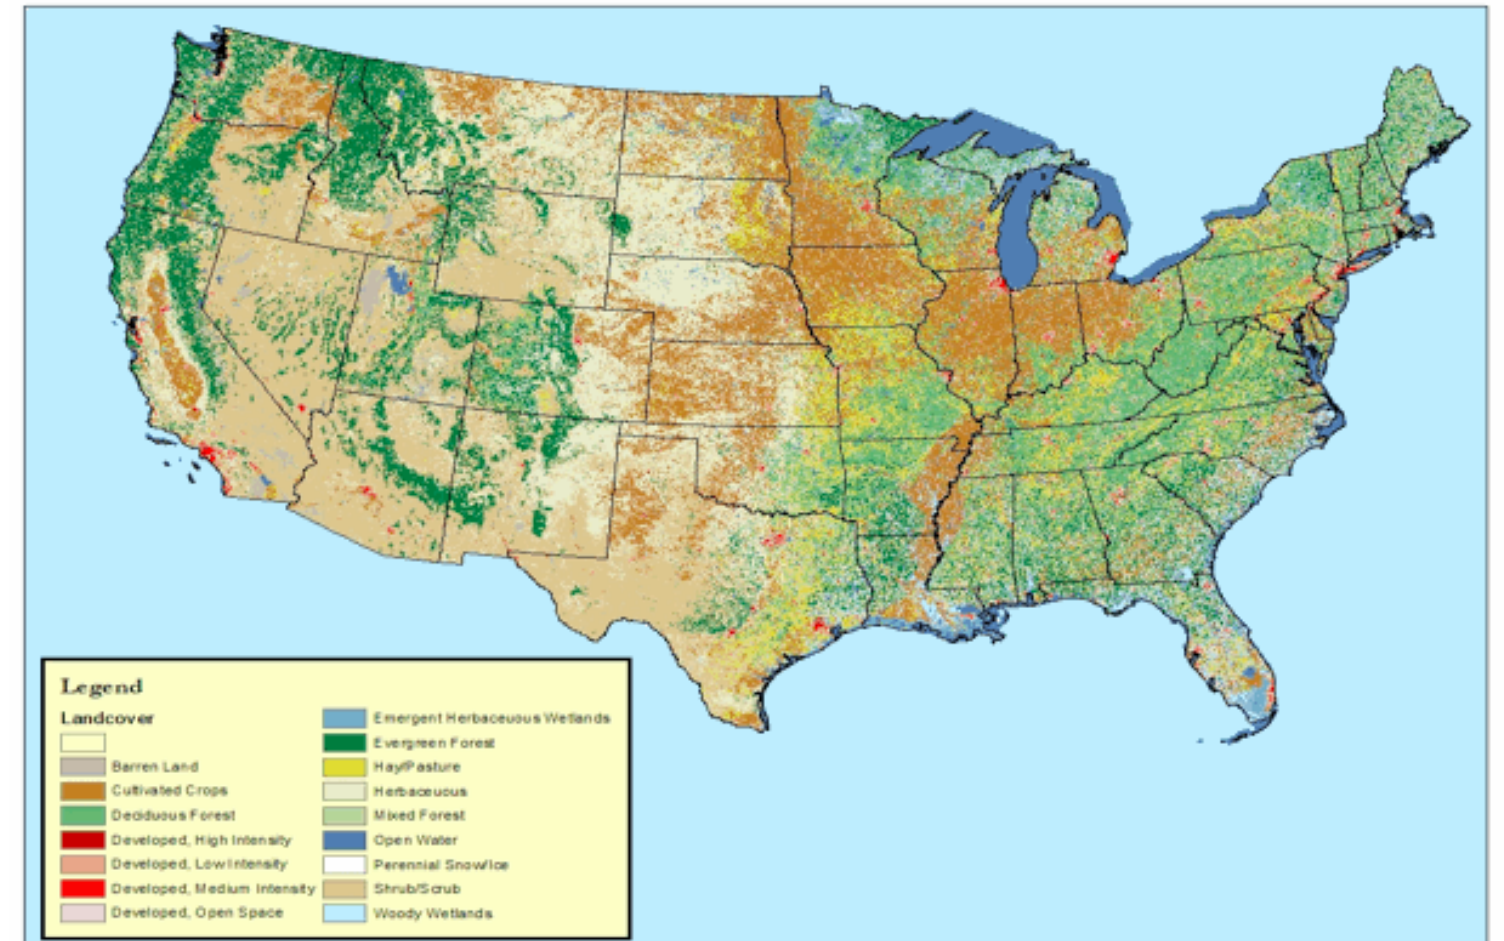 Legend
Landcover
Barren Land
Cultivated Crops
Deciduous Forest
Developed, High Intensity
Developed, Low Intensity
Developed, Medium Intensity
Developed, Open Space
Emergent Herbaceuous Wetlands
Evergreen Forest
Hay/Pasture
Herbaceuous
Mixed Forest
Open Water
Perennial Snow/Ice
Shrub/Scrub
Woody Wetlands